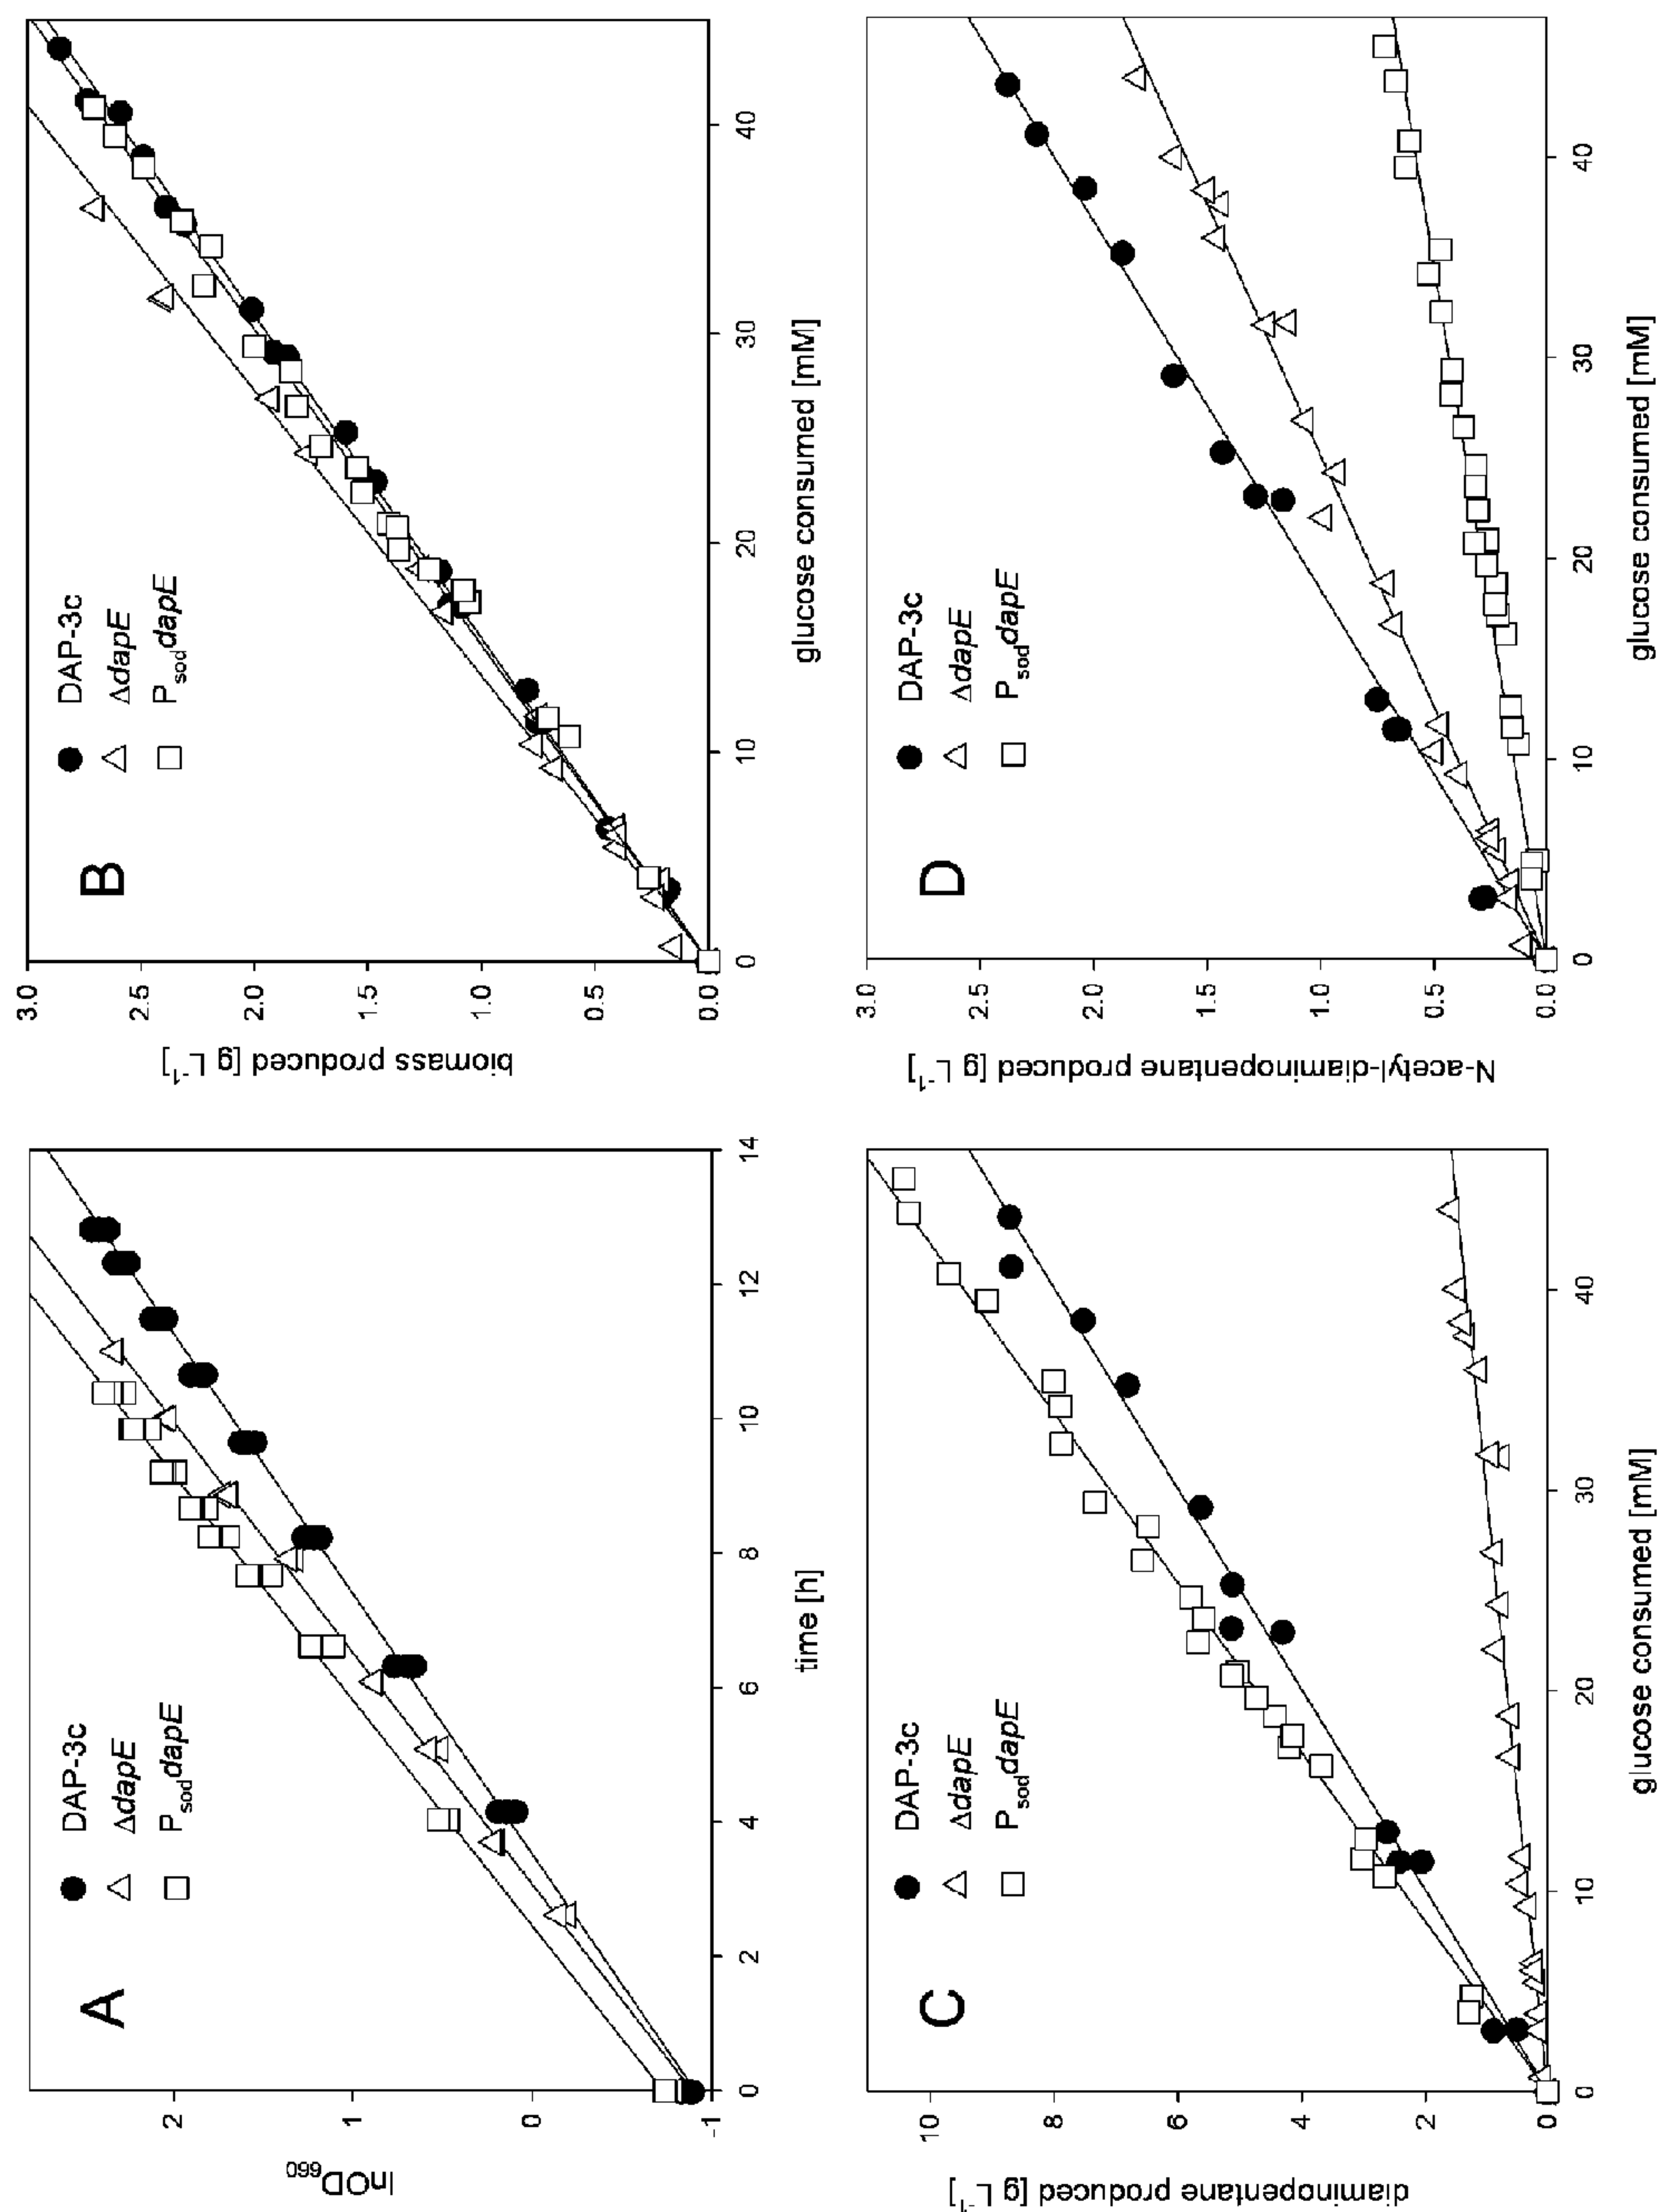 A
DAP-3c
ΔdapE
PsoddapE
lnOD660
2
1
0
-1
0
2
4
6
8
10
12
14
time [h]
B
DAP-3c
ΔdapE
PsoddapE
biomass produced [g L-1]
3.0
2.5
2.0
1.5
1.0
0.5
0.0
0
10
20
30
40
glucose consumed [mM]
C
DAP-3c
ΔdapE
PsoddapE
diaminopentane produced [g L-1]
10
8
6
4
2
0
0
10
20
30
40
glucose consumed [mM]
D
DAP-3c
ΔdapE
PsoddapE
N-acetyl-diaminopentane produced [g L-1]
3.0
2.5
2.0
1.5
1.0
0.5
0.0
0
10
20
30
40
glucose consumed [mM]